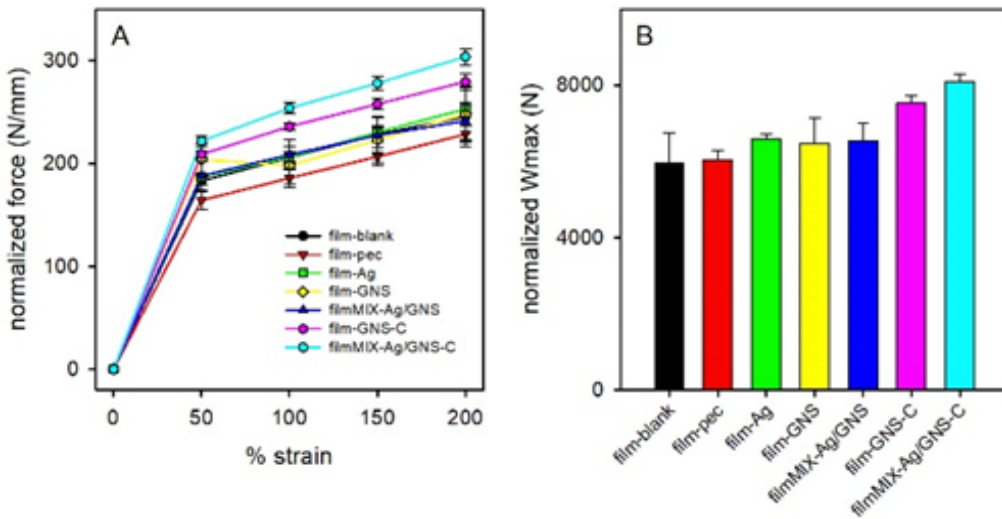 A
normalized force (N/mm)
300
200
100
0
film-blank
film-pec
film-Ag
film-GNS
filmMIX-Ag/GNS
film-GNS-C
filmMIX-Ag/GNS-C
0 50 100 150 200
% strain
B
normalized Wmax (N)
8000
4000
0
film-blank
film-pec
film-Ag
film-GNS
filmMIX-Ag/GNS
film-GNS-C
filmMIX-Ag/GNS-C